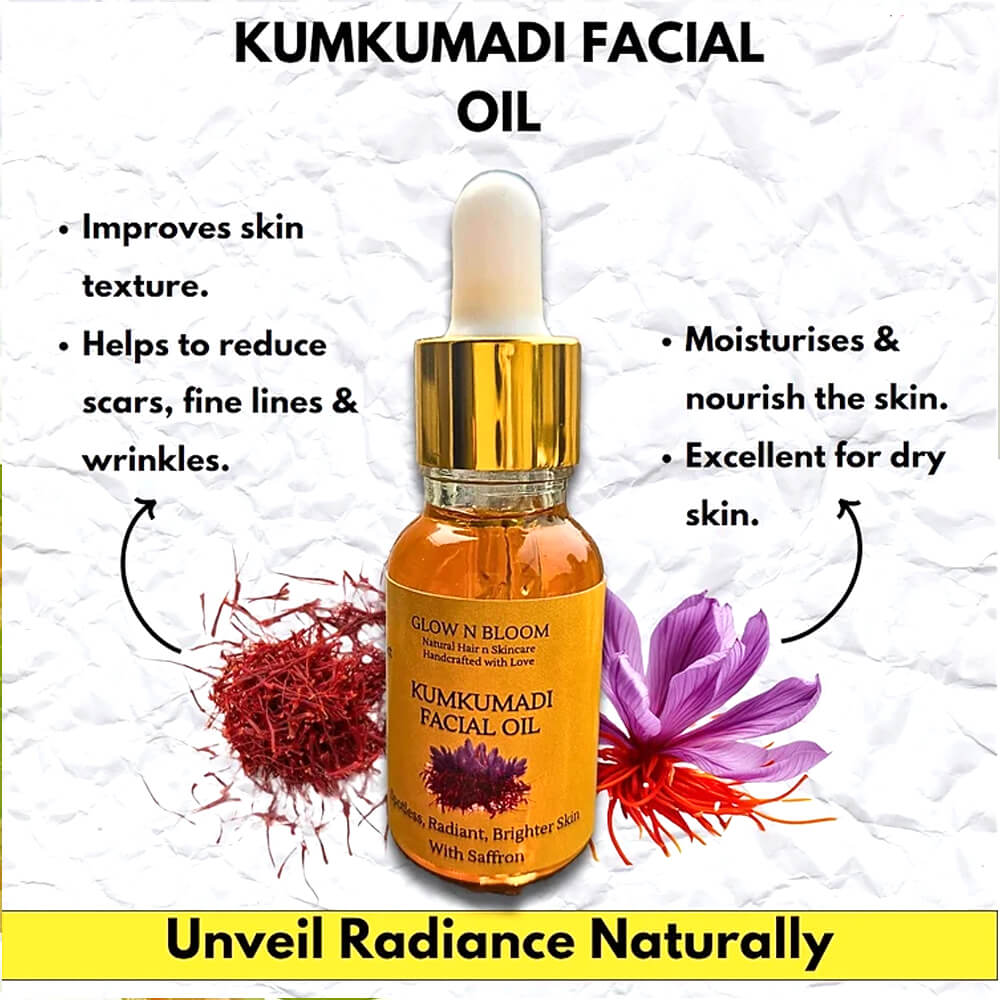 KUMKUMADI FACIAL
OIL
• Improves skin
texture.
• Helps to reduce
scars, fine lines &
wrinkles.
• Moisturises &
nourish the skin.
• Excellent for dry
skin.
GLOW N BLOOM
Natural Hair n Skincare
Handcrafted with Love
KUMKUMADI
FACIAL OIL
Spotless, Radiant, Brighter Skin
With Saffron
Unveil Radiance Naturally